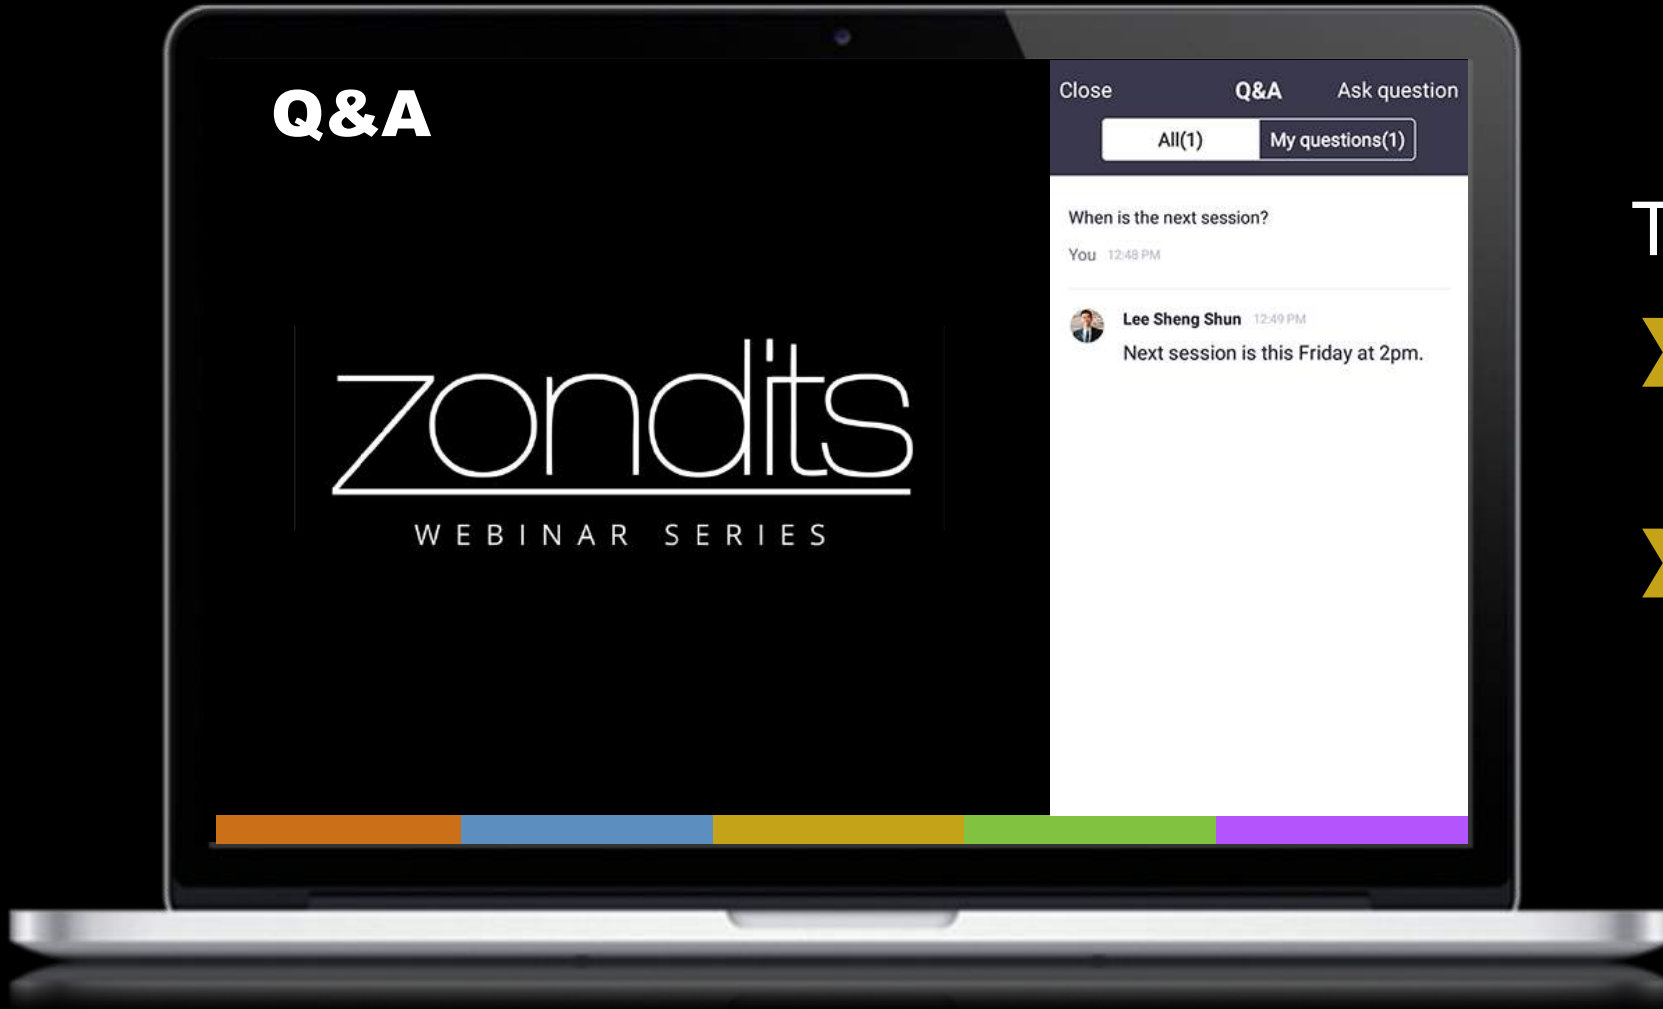 Q&A
zondits
WEBINAR SERIES
Close Q&A Ask question
All(1) My questions(1)
When is the next session?
You 12:48 PM
Lee Sheng Shun 12:49 PM
Next session is this Friday at 2pm.
T